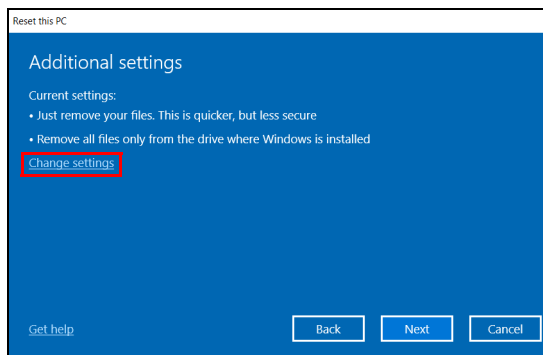 Reset this PC
Additional settings
Current settings:
• Just remove your files. This is quicker, but less secure
• Remove all files only from the drive where Windows is installed
Change settings
Get help
Back
Next
Cancel